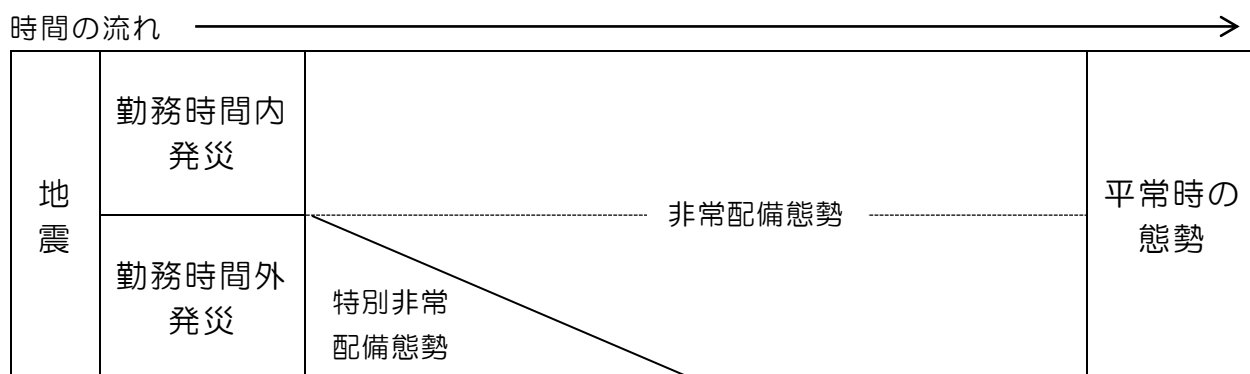 時間の流れ
地
震
勤務時間内
発災
勤務時間外
発災
特別非常
配備態勢
非常配備態勢
平常時の
態勢